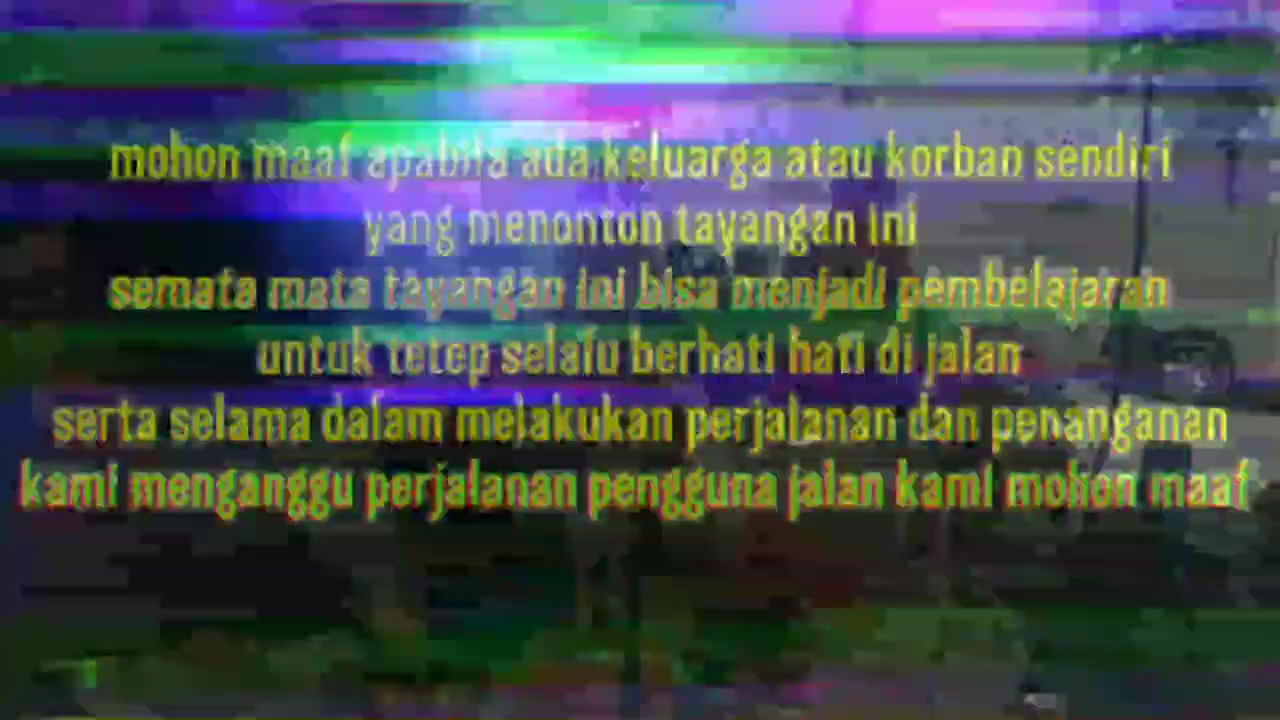 mohon maaf apabila ada keluarga atau korban sendiri
yang menonton tayangan ini
semata mata tayangan ini bisa menjadi pembelajaran
untuk tetep selalu berhati hati di jalan
serta selama dalam melakukan perjalanan dan penanganan
kami menganggu perjalanan pengguna jalan kami mohon maaf